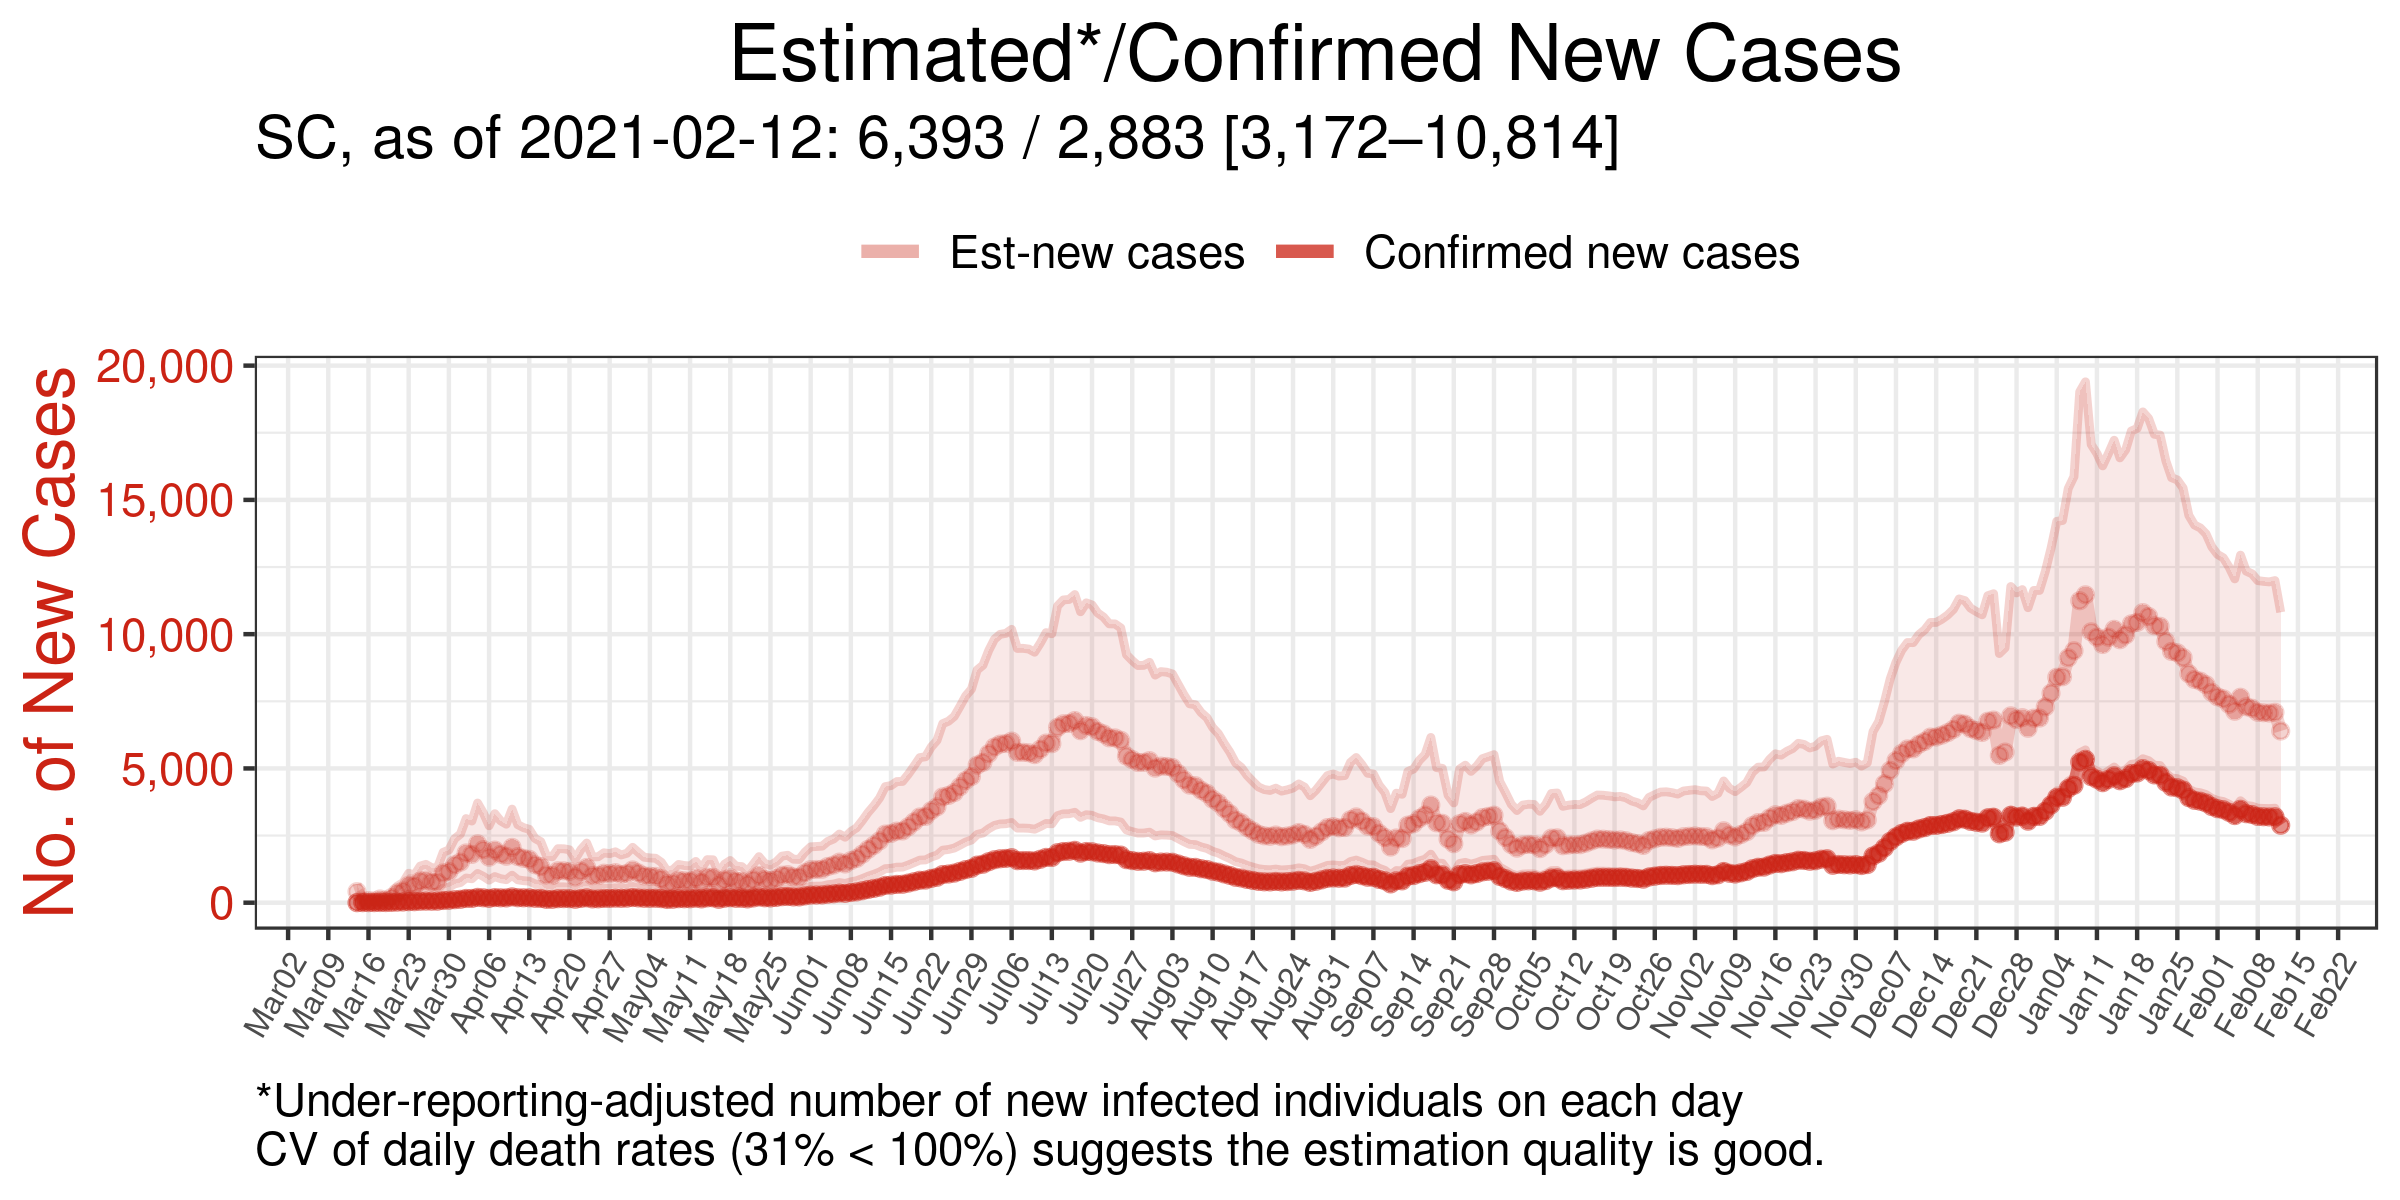 Estimated*/Confirmed New Cases
SC, as of 2021-02-12: 6,393 / 2,883 [3,172–10,814]
Est-new cases
Confirmed new cases
No. of New Cases
20,000
15,000
10,000
5,000
0
Mar02
Mar09
Mar16
Mar23
Mar30
Apr06
Apr13
Apr20
Apr27
May04
May11
May18
May25
Jun01
Jun08
Jun15
Jun22
Jun29
Jul06
Jul13
Jul20
Jul27
Aug03
Aug10
Aug17
Aug24
Aug31
Sep07
Sep14
Sep21
Sep28
Oct05
Oct12
Oct19
Oct26
Nov02
Nov09
Nov16
Nov23
Nov30
Dec07
Dec14
Dec21
Dec28
Jan04
Jan11
Jan18
Jan25
Feb01
Feb08
Feb15
Feb22
*Under-reporting-adjusted number of new infected individuals on each day
CV of daily death rates (31% < 100%) suggests the estimation quality is good.